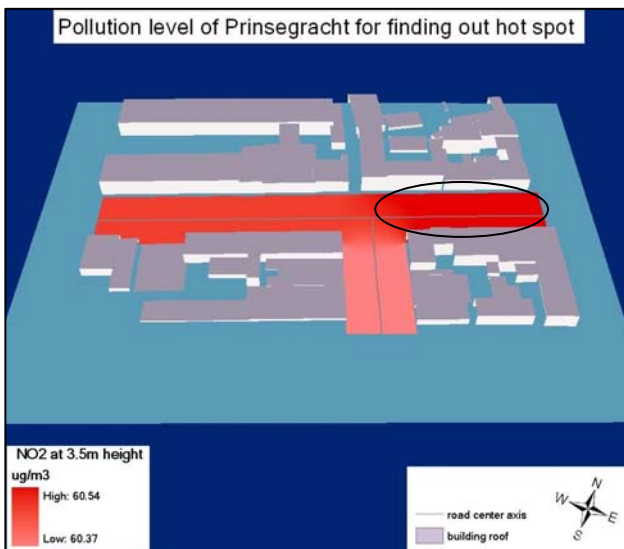 Pollution level of Prinsegracht for finding out hot spot
NO2 at 3.5m height
ug/m3
High: 60.54
Low: 60.37
road center axis
building roof
N
W
E
S